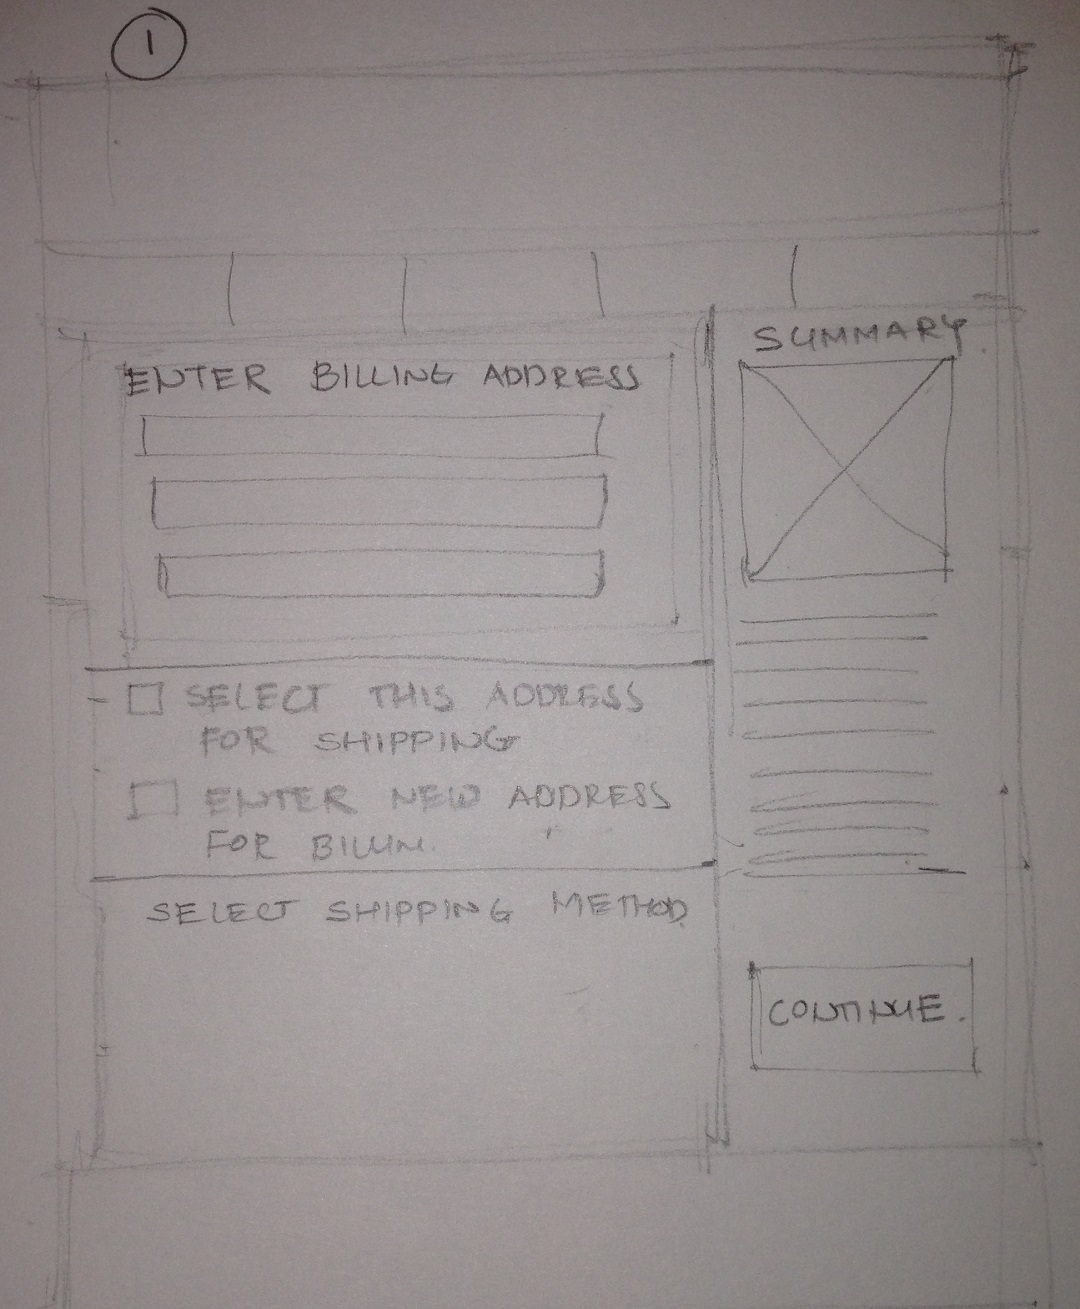 1
ENTER BILLING ADDRESS
SELECT THIS ADDRESS
FOR SHIPPING
ENTER NEW ADDRESS
FOR BILLIN.
SELECT SHIPPING METHOD.
SUMMARY.
CONTINUE.